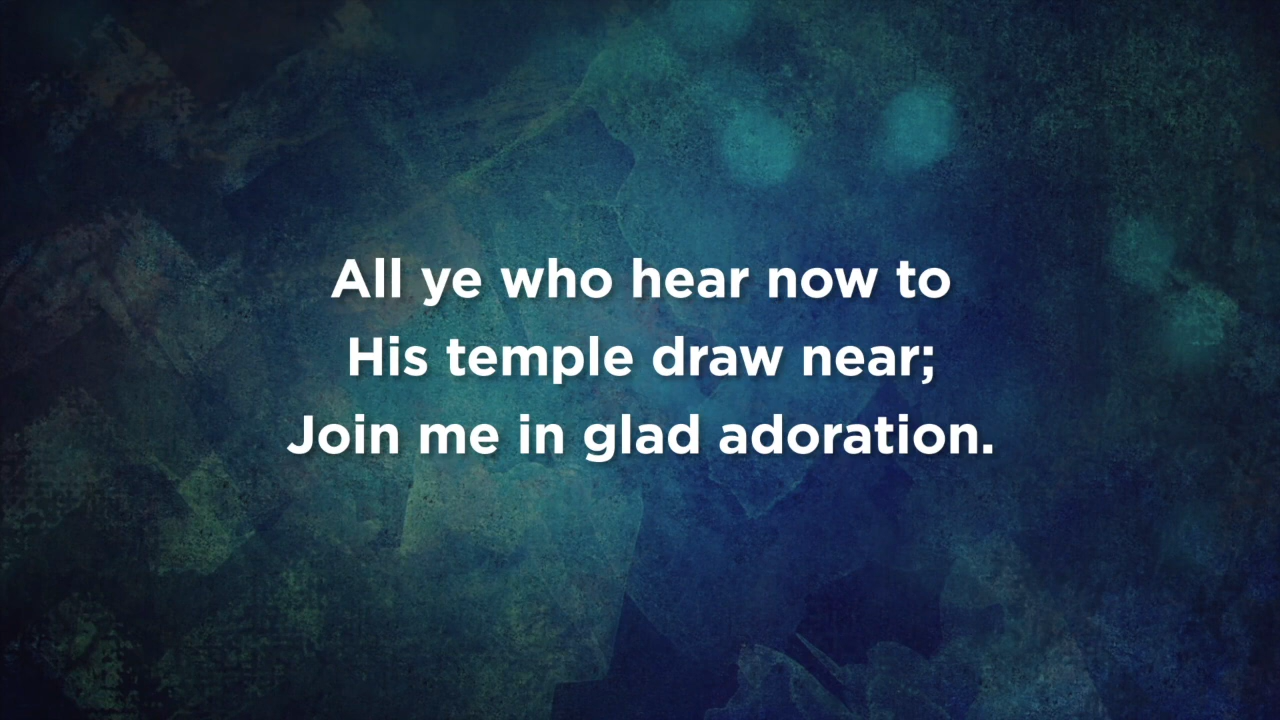 All ye who hear now to
His temple draw near;
Join me in glad adoration.